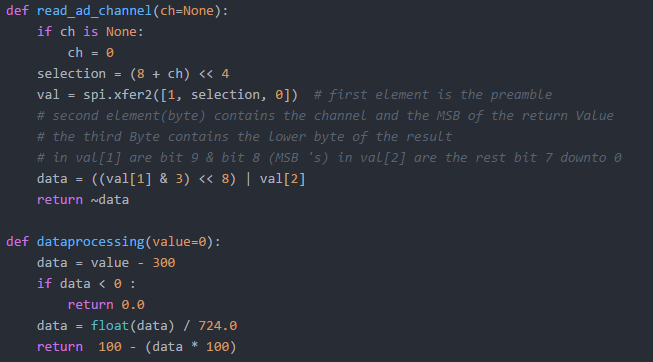 def read_ad_channel(ch=None):
    if ch is None:
        ch = 0
    selection = (8 + ch) << 4
    val = spi.xfer2([1, selection, 0])  # first element is the preamble
    # second element(byte) contains the channel and the MSB of the return Value
    # the third Byte contains the lower byte of the result
    # in val[1] are bit 9 & bit 8 (MSB 's) in val[2] are the rest bit 7 downto 0
    data = ((val[1] & 3) << 8) | val[2]
    return ~data

def dataprocessing(value=0):
    data = value - 300
    if data < 0 :
        return 0.0
    data = float(data) / 724.0
    return  100 - (data * 100)